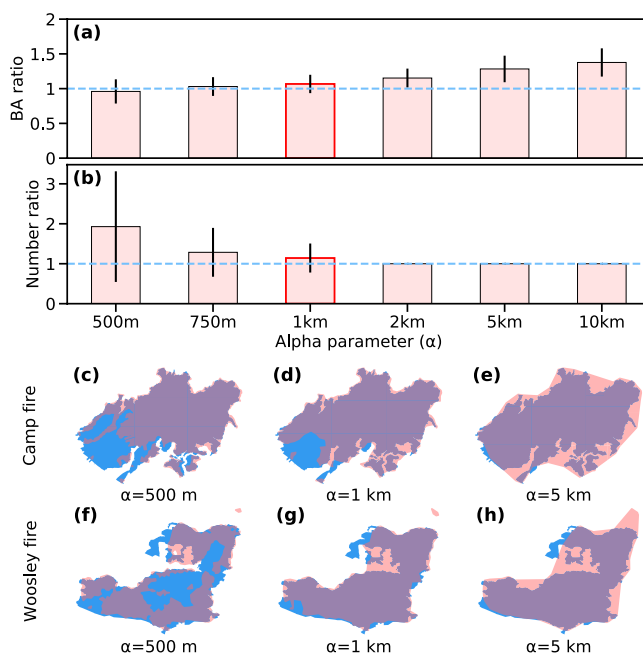 (a)
BA ratio
2
1.5
1
0.5
0
(b)
Number ratio
3
2
1
0
500m 750m 1km 2km 5km 10km
Alpha parameter (α)
Camp fire
(c) (d) (e)
α=500 m α=1 km α=5 km
Woosley fire
(f) (g) (h)
α=500 m α=1 km α=5 km